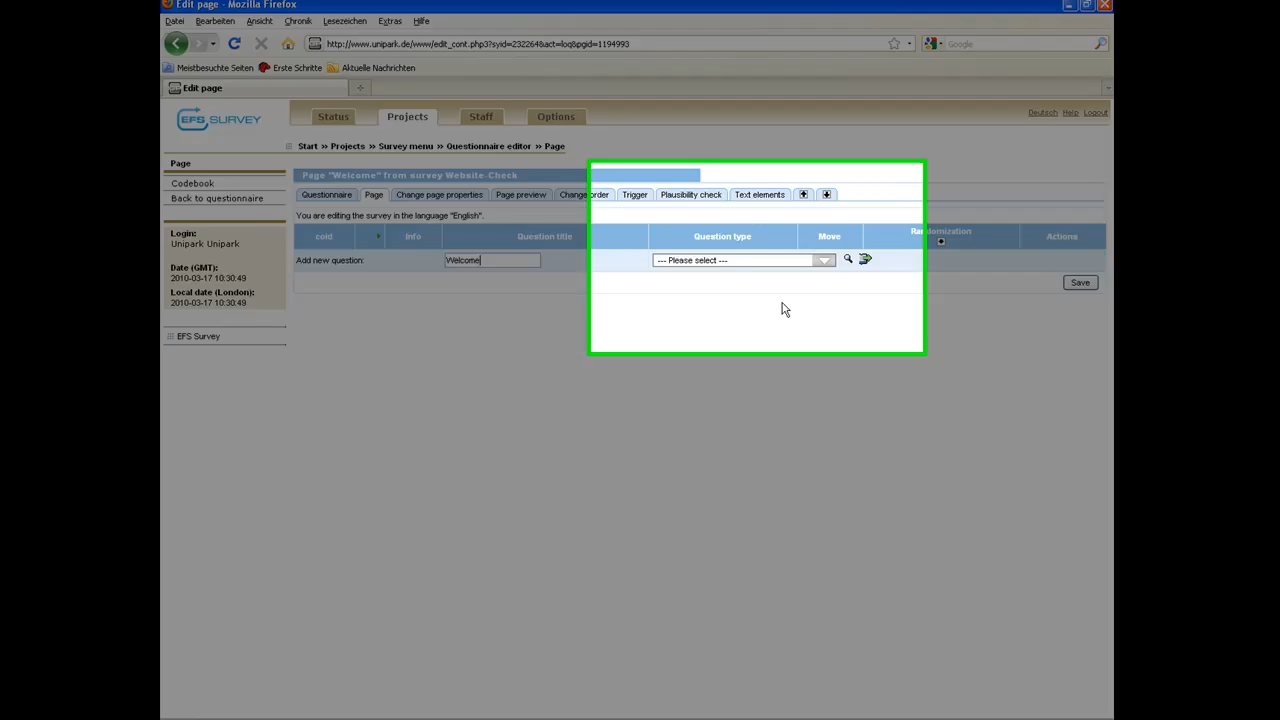 Edit page - Mozilla Firefox
Datei Bearbeiten Ansicht Chronik Lesezeichen Extras Hilfe
http://www.unipark.de/www/edit_cont.php3?syid=232264&act=loq&pgid=1194993
Google
Meistbesuchte Seiten Erste Schritte Aktuelle Nachrichten
Edit page
EFS SURVEY
Status Projects Staff Options
Deutsch Help Logout
Start » Projects » Survey menu » Questionnaire editor » Page
Page
Codebook
Back to questionnaire
Login:
Unipark Unipark
Date (GMT):
2010-03-17 10:30:49
Local date (London):
2010-03-17 10:30:49
EFS Survey
Page "Welcome" from survey Website-Check
Questionnaire Page Change page properties Page preview Change order Trigger Plausibility check Text elements
You are editing the survey in the language "English".
coid Info Question title Question type Move Randomization Actions
Add new question: Welcome --- Please select ---
Save